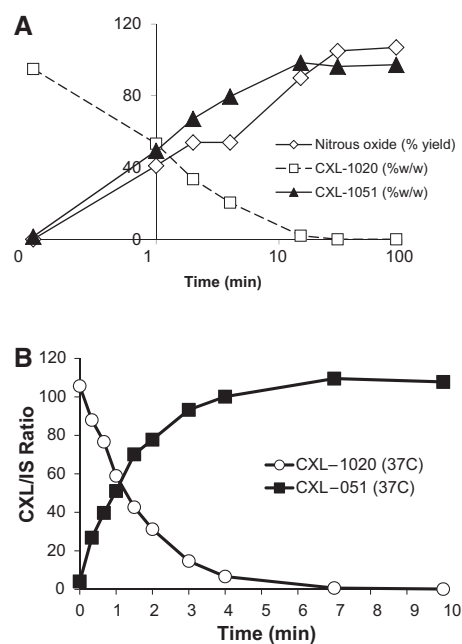 A
120
80
40
0
Nitrous oxide (% yield)
CXL-1020 (%w/w)
CXL-1051 (%w/w)
0 1 10 100
Time (min)
B
CXL/IS Ratio
120
100
80
60
40
20
0
CXL–1020 (37C)
CXL–051 (37C)
0 1 2 3 4 5 6 7 8 9 10
Time (min)